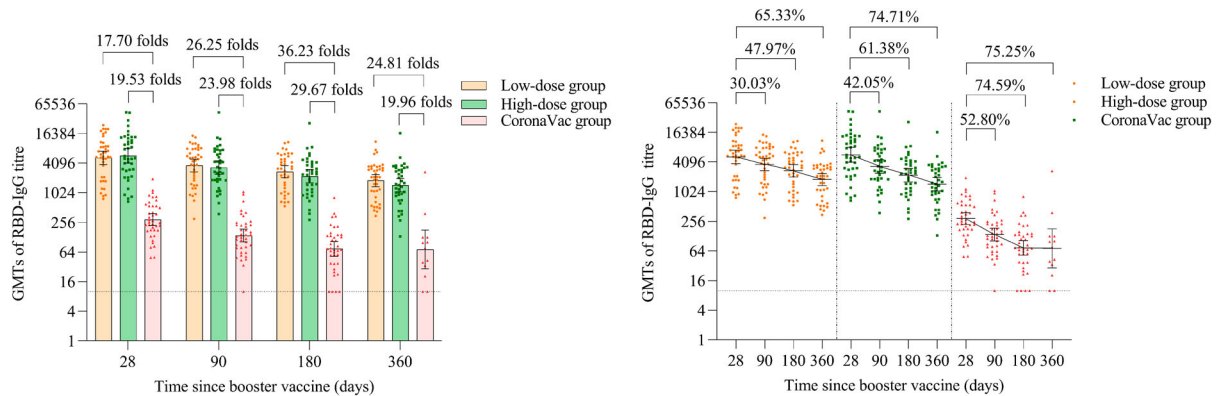 17.70 folds
26.25 folds
36.23 folds
24.81 folds
19.53 folds
23.98 folds
29.67 folds
19.96 folds
Low-dose group
High-dose group
CoronaVac group
GMTs of RBD-IgG titre
65536
16384
4096
1024
256
64
16
4
1
28
90
180
360
Time since booster vaccine (days)
65.33%
47.97%
30.03%
74.71%
61.38%
42.05%
75.25%
74.59%
52.80%
Low-dose group
High-dose group
CoronaVac group
GMTs of RBD-IgG titre
65536
16384
4096
1024
256
64
16
4
1
28 90 180 360 28 90 180 360 28 90 180 360
Time since booster vaccine (days)